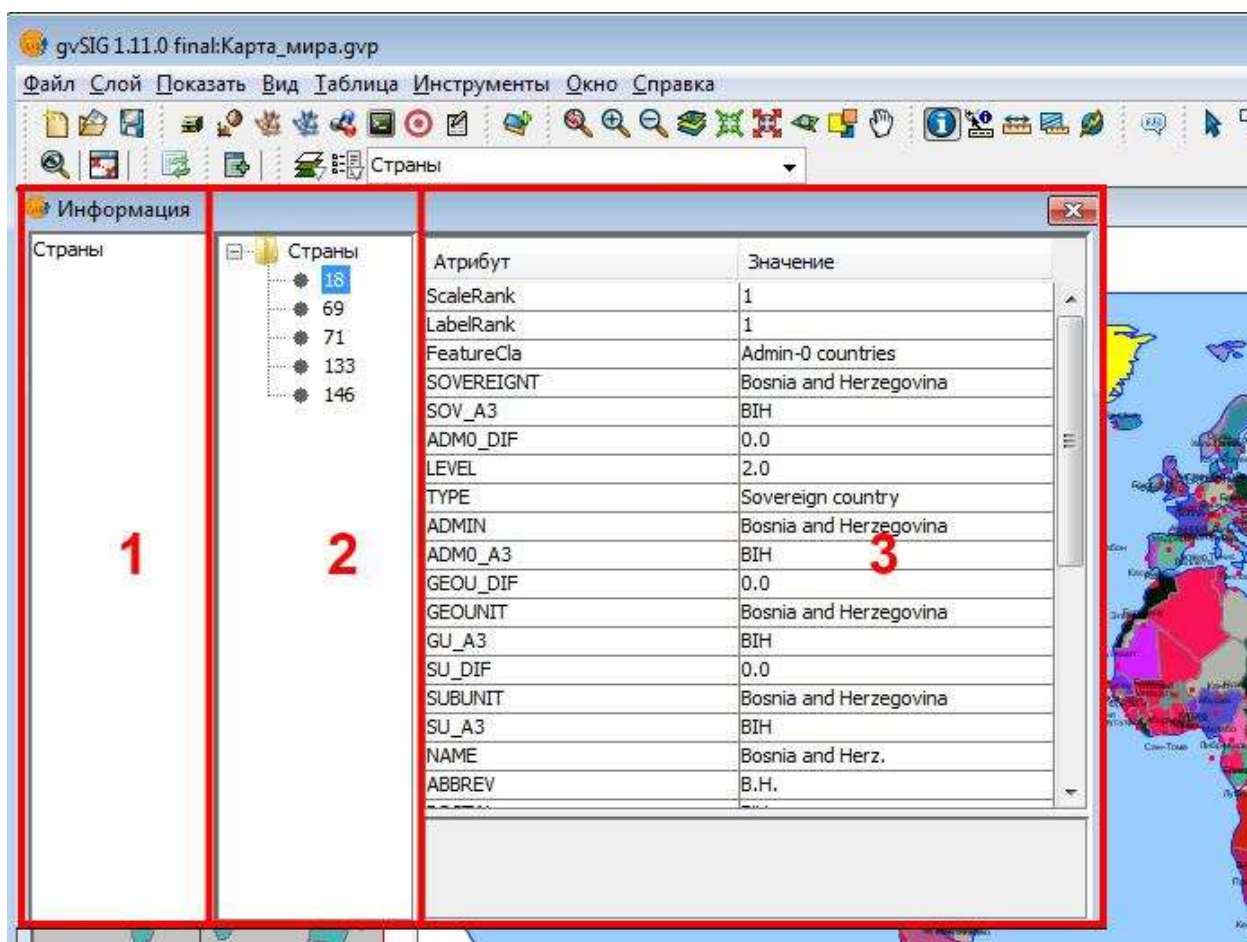 gvSIG 1.11.0 final:Карта_мира.gvp
Файл Слой Показать Вид Таблица Инструменты Окно Справка
Страны
Информация
Страны
Страны
18
69
71
133
146
Атрибут Значение
ScaleRank 1
LabelRank 1
FeatureCla Admin-0 countries
SOVEREIGNT Bosnia and Herzegovina
SOV_A3 BIH
ADM0_DIF 0.0
LEVEL 2.0
TYPE Sovereign country
ADMIN Bosnia and Herzegovina
ADM0_A3 BIH
GEOU_DIF 0.0
GEOUNIT Bosnia and Herzegovina
GU_A3 BIH
SU_DIF 0.0
SUBUNIT Bosnia and Herzegovina
SU_A3 BIH
NAME Bosnia and Herz.
ABBREV B.H.
1
2
3
Сан-Томе